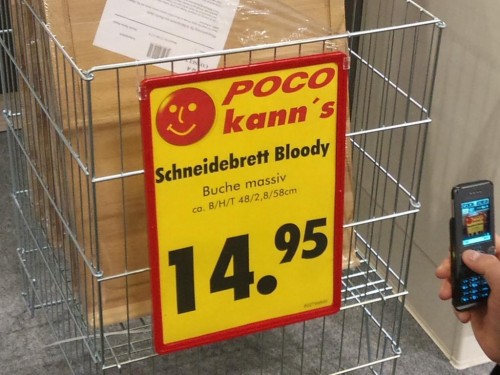 POCO
kann´s
Schneidebrett Bloody
Buche massiv
ca. B/H/T 48/2,8/58cm
14.95